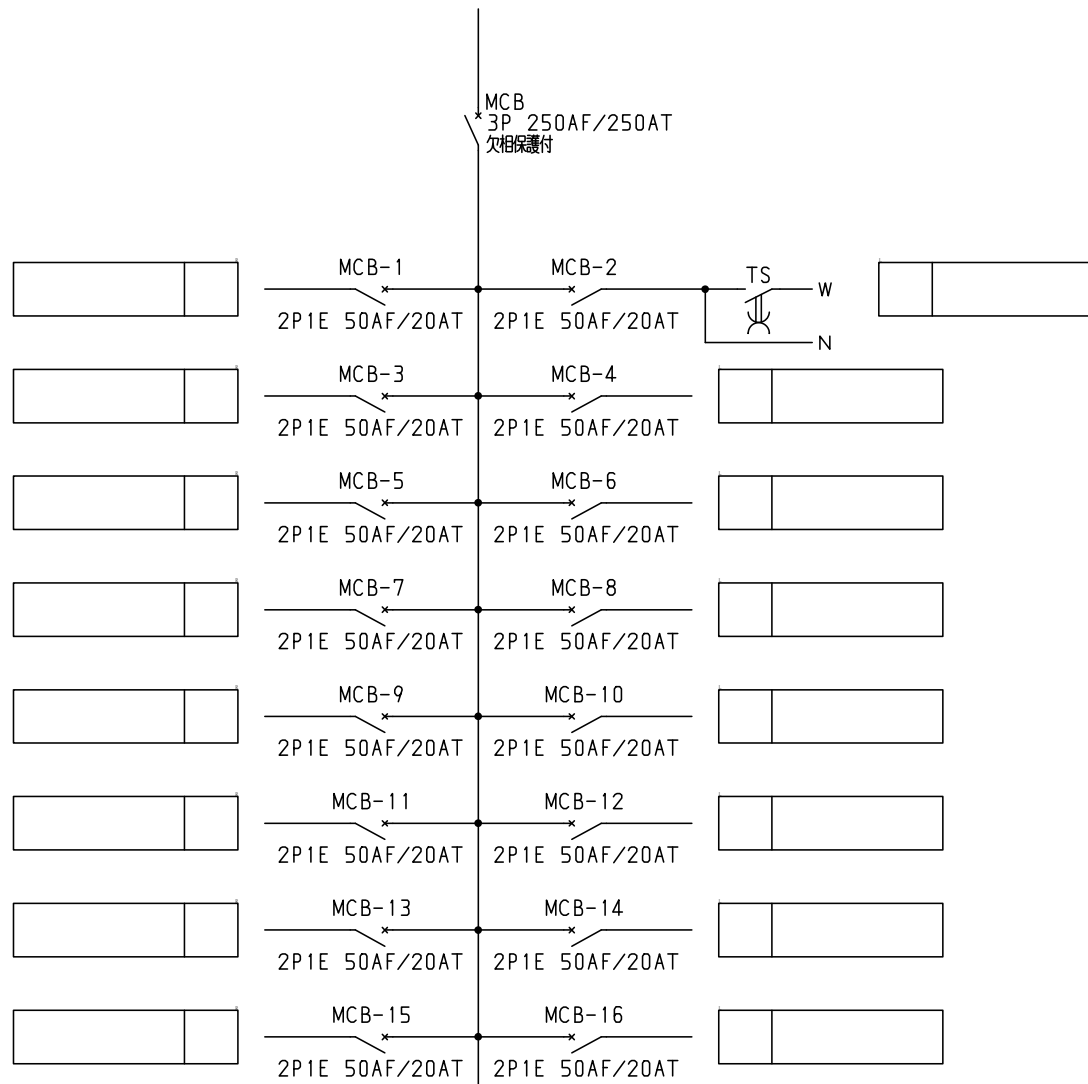 MCB
3P 250AF/250AT
欠相保護付
MCB-1 MCB-2 TS W
2P1E 50AF/20AT 2P1E 50AF/20AT N
MCB-3 MCB-4
2P1E 50AF/20AT 2P1E 50AF/20AT
MCB-5 MCB-6
2P1E 50AF/20AT 2P1E 50AF/20AT
MCB-7 MCB-8
2P1E 50AF/20AT 2P1E 50AF/20AT
MCB-9 MCB-10
2P1E 50AF/20AT 2P1E 50AF/20AT
MCB-11 MCB-12
2P1E 50AF/20AT 2P1E 50AF/20AT
MCB-13 MCB-14
2P1E 50AF/20AT 2P1E 50AF/20AT
MCB-15 MCB-16
2P1E 50AF/20AT 2P1E 50AF/20AT